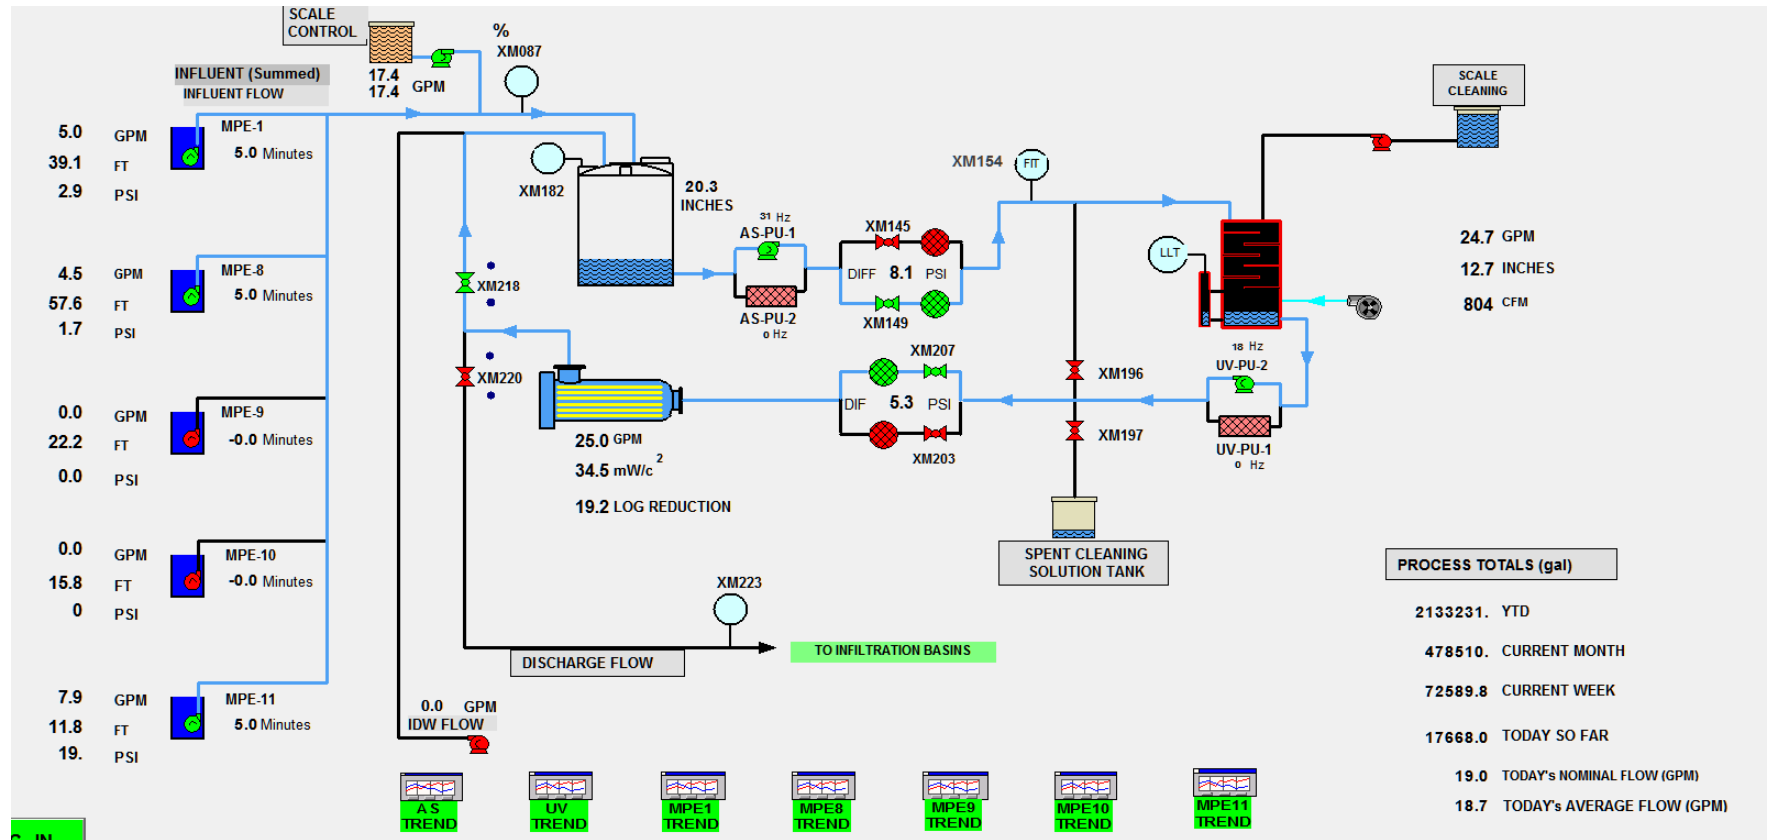 SCALE
CONTROL
%
XM087
INFLUENT (Summed)
INFLUENT FLOW
17.4
17.4 GPM
SCALE
CLEANING
5.0 GPM
39.1 FT
2.9 PSI
MPE-1
5.0 Minutes
XM182
20.3
INCHES
XM154
FIT
4.5 GPM
57.6 FT
1.7 PSI
MPE-8
5.0 Minutes
XM218
31 Hz
AS-PU-1
AS-PU-2
0 Hz
XM145
DIFF 8.1 PSI
XM149
LLT
24.7 GPM
12.7 INCHES
804 CFM
0.0 GPM
22.2 FT
0.0 PSI
MPE-9
-0.0 Minutes
XM220
25.0 GPM
34.5 mW/c 2
19.2 LOG REDUCTION
XM207
DIF 5.3 PSI
XM203
XM196
XM197
18 Hz
UV-PU-2
UV-PU-1
0 Hz
SPENT CLEANING
SOLUTION TANK
0.0 GPM
15.8 FT
0 PSI
MPE-10
-0.0 Minutes
XM223
DISCHARGE FLOW
TO INFILTRATION BASINS
7.9 GPM
11.8 FT
19. PSI
MPE-11
5.0 Minutes
0.0 GPM
IDW FLOW
PROCESS TOTALS (gal)
2133231. YTD
478510. CURRENT MONTH
72589.8 CURRENT WEEK
17668.0 TODAY SO FAR
19.0 TODAY's NOMINAL FLOW (GPM)
18.7 TODAY's AVERAGE FLOW (GPM)
A S
TREND
UV
TREND
MPE1
TREND
MPE8
TREND
MPE9
TREND
MPE10
TREND
MPE11
TREND